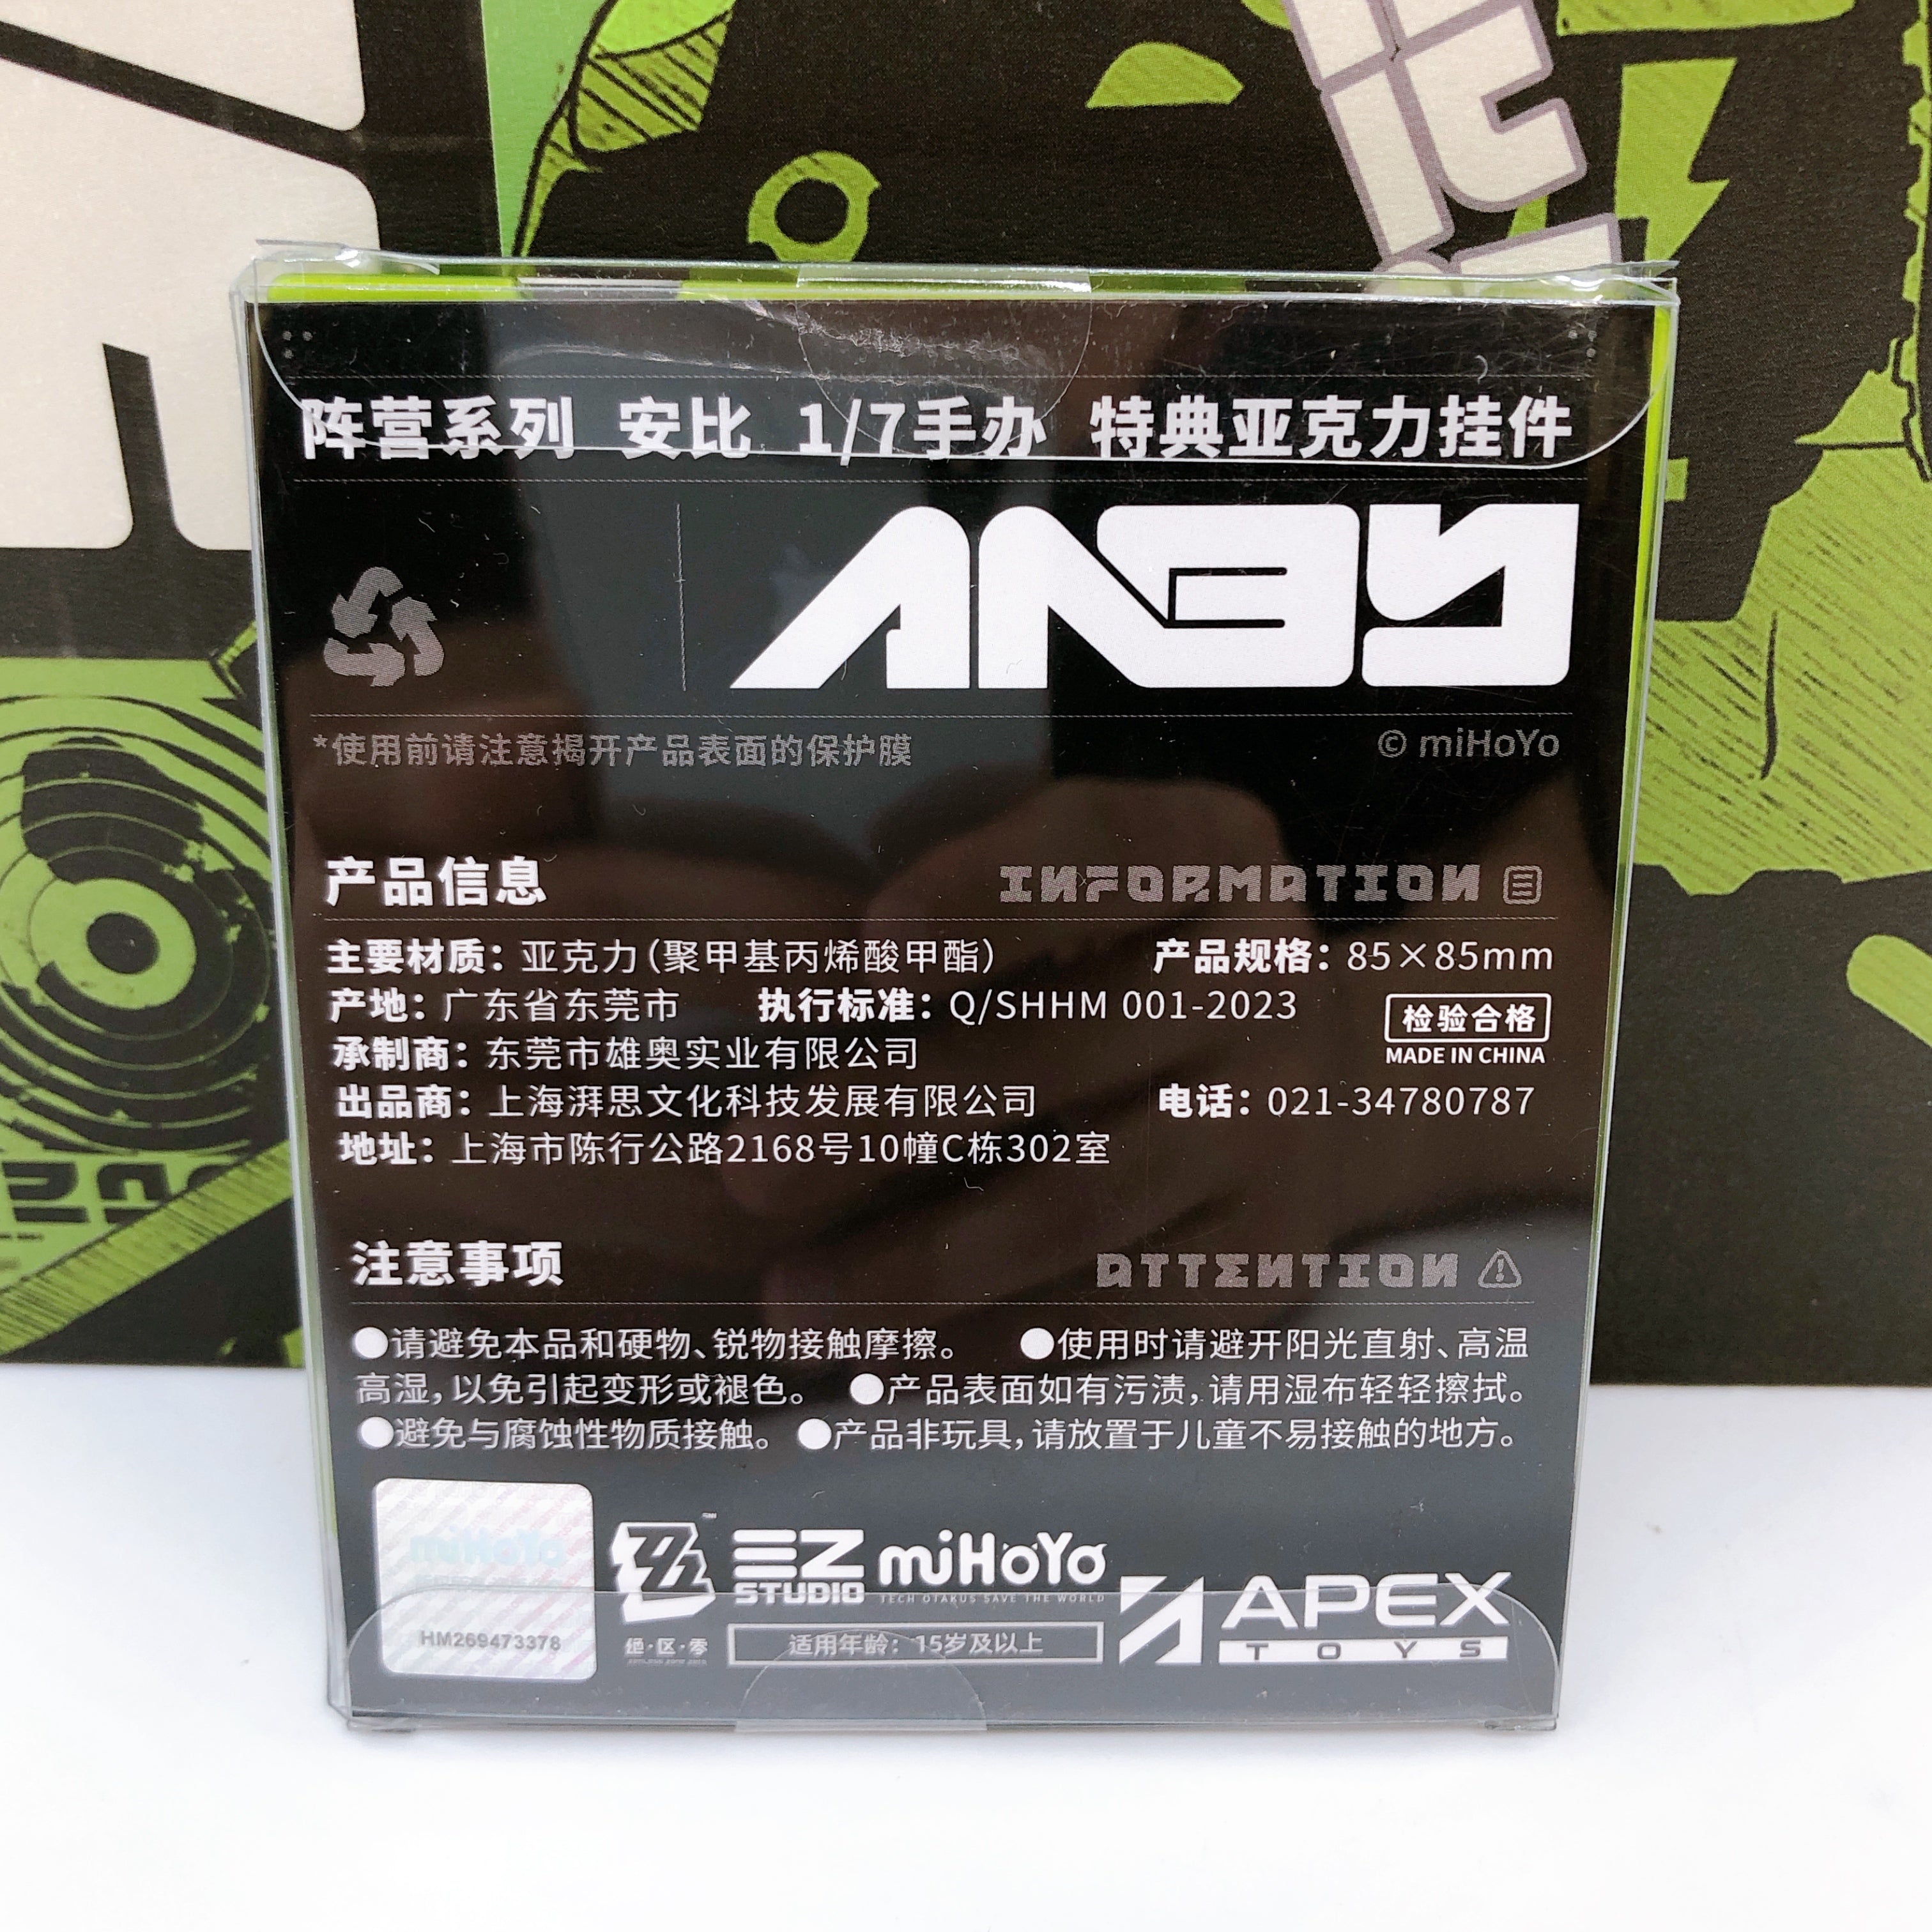 阵营系列 安比 1/7手办 特典亚克力挂件
ANBY
*使用前请注意揭开产品表面的保护膜
© miHoYo
产品信息 INFORMATION
主要材质：亚克力（聚甲基丙烯酸甲酯） 产品规格：85×85mm
产地：广东省东莞市 执行标准：Q/SHHM 001-2023
检验合格
MADE IN CHINA
承制商：东莞市雄奥实业有限公司
出品商：上海湃思文化科技发展有限公司 电话：021-34780787
地址：上海市陈行公路2168号10幢C栋302室
注意事项 ATTENTION
●请避免本品和硬物、锐物接触摩擦。 ●使用时请避开阳光直射、高温
高湿，以免引起变形或褪色。 ●产品表面如有污渍，请用湿布轻轻擦拭。
●避免与腐蚀性物质接触。 ●产品非玩具，请放置于儿童不易接触的地方。
miHoYo
HM269473378
绝·区·零
STUDIO
miHoYo
TECH OTAKUS SAVE THE WORLD
适用年龄：15岁及以上
APEX
TOYS